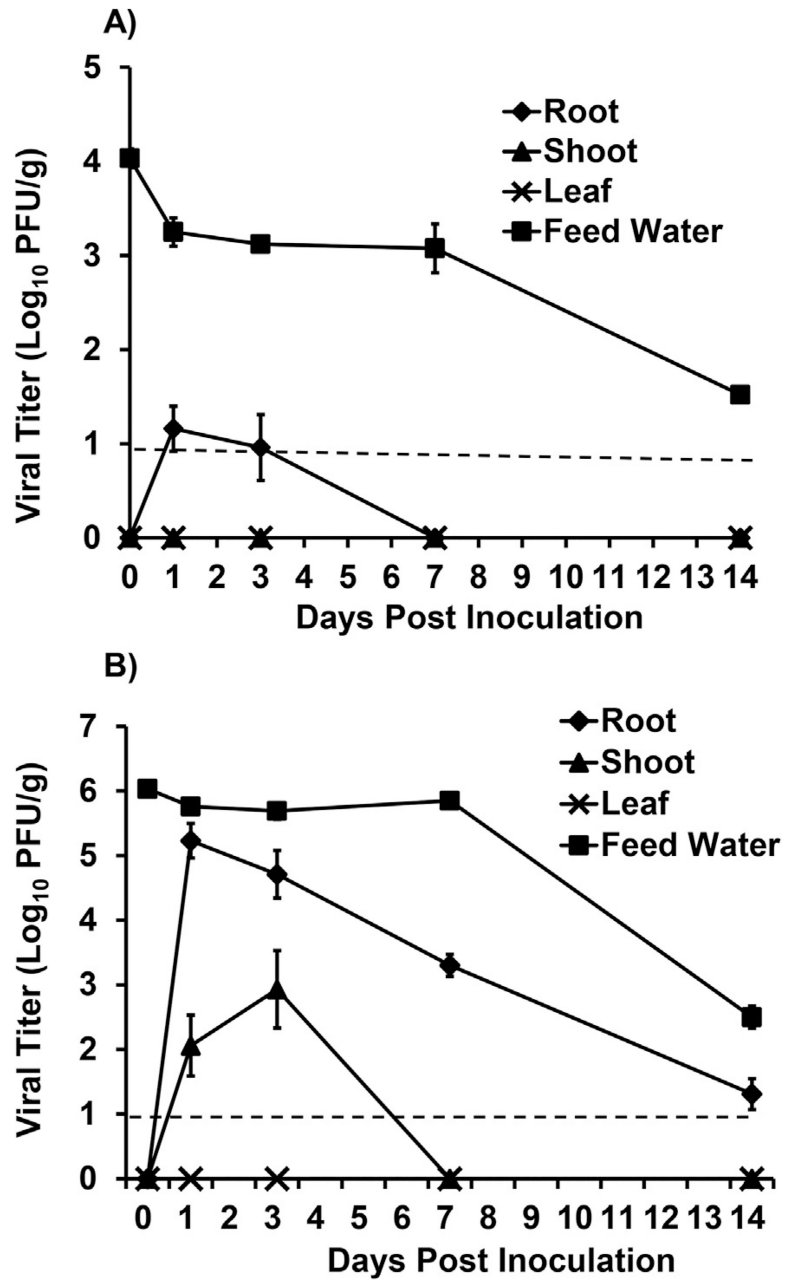 A)
Viral Titer (Log10 PFU/g)
5
4
3
2
1
0
Root
Shoot
Leaf
Feed Water
0 1 2 3 4 5 6 7 8 9 10 11 12 13 14
Days Post Inoculation
B)
Viral Titer (Log10 PFU/g)
7
6
5
4
3
2
1
0
Root
Shoot
Leaf
Feed Water
0 1 2 3 4 5 6 7 8 9 10 11 12 13 14
Days Post Inoculation